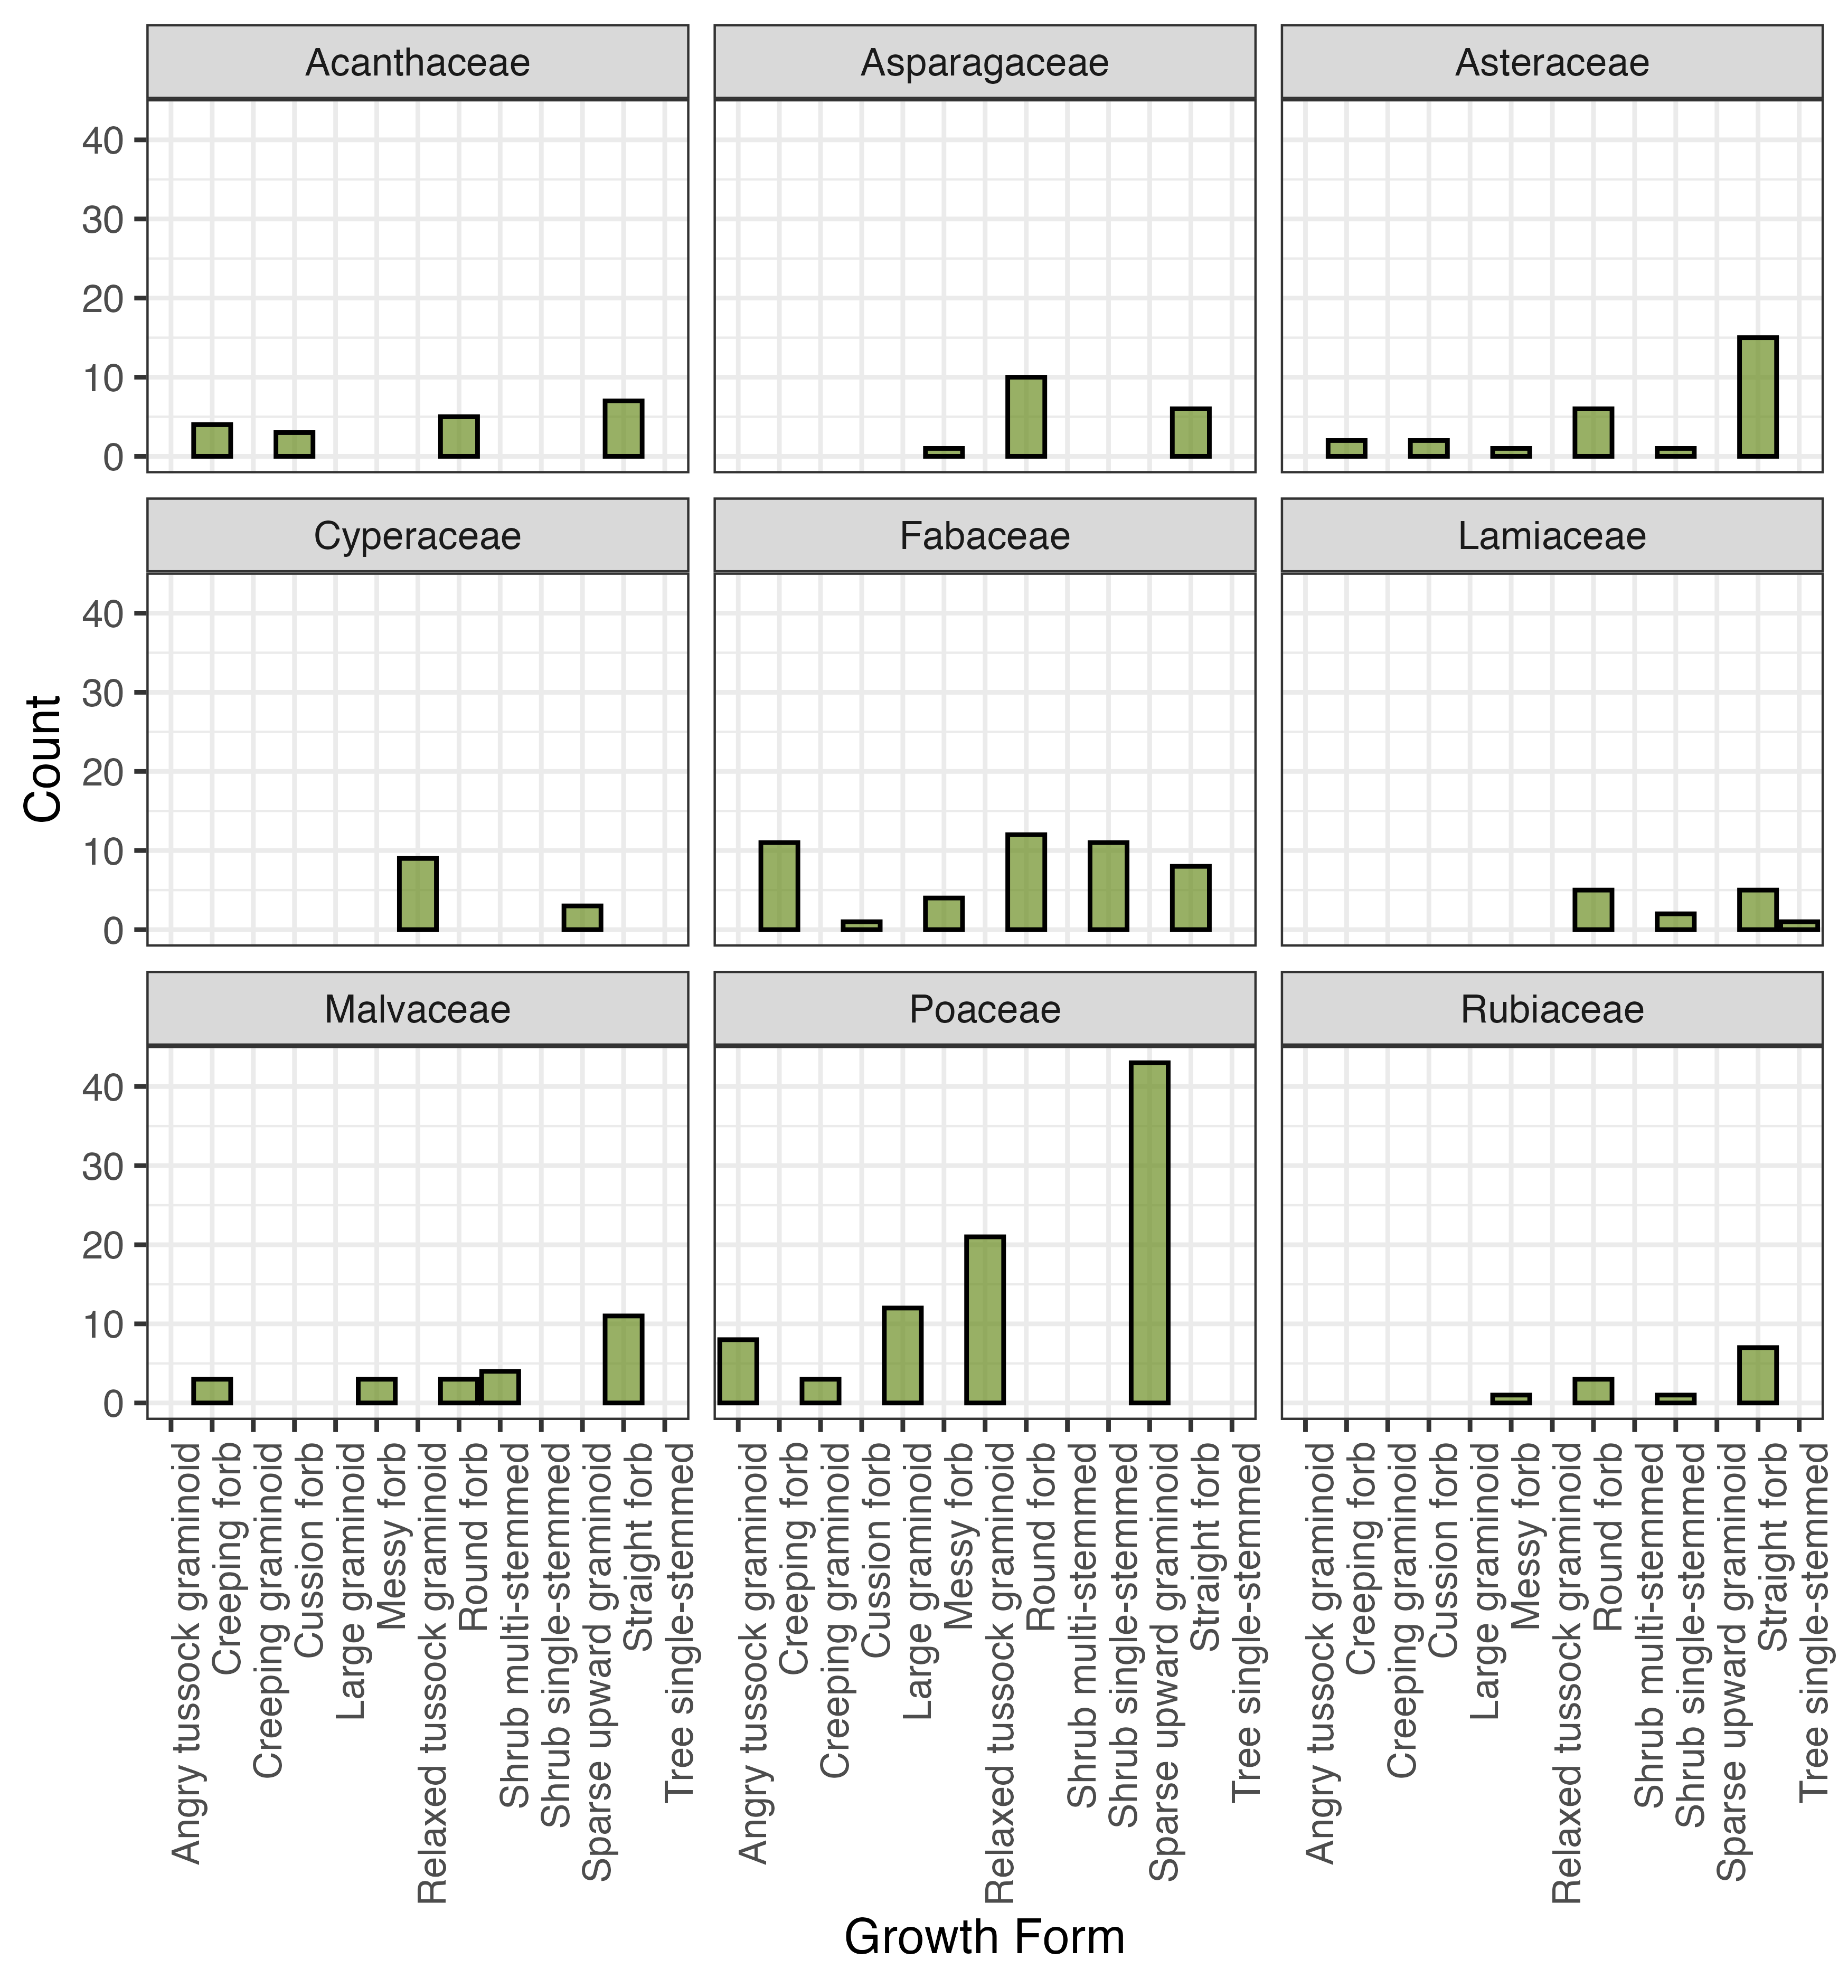 Acanthaceae Asparagaceae Asteraceae
40
30
20
10
0
Cyperaceae Fabaceae Lamiaceae
40
30
20
10
0
Count
Malvaceae Poaceae Rubiaceae
40
30
20
10
0
Angry tussock graminoid
Creeping forb
Creeping graminoid
Cussion forb
Large graminoid
Messy forb
Relaxed tussock graminoid
Round forb
Shrub multi-stemmed
Shrub single-stemmed
Sparse upward graminoid
Straight forb
Tree single-stemmed
Angry tussock graminoid
Creeping forb
Creeping graminoid
Cussion forb
Large graminoid
Messy forb
Relaxed tussock graminoid
Round forb
Shrub multi-stemmed
Shrub single-stemmed
Sparse upward graminoid
Straight forb
Tree single-stemmed
Angry tussock graminoid
Creeping forb
Creeping graminoid
Cussion forb
Large graminoid
Messy forb
Relaxed tussock graminoid
Round forb
Shrub multi-stemmed
Shrub single-stemmed
Sparse upward graminoid
Straight forb
Tree single-stemmed
Growth Form